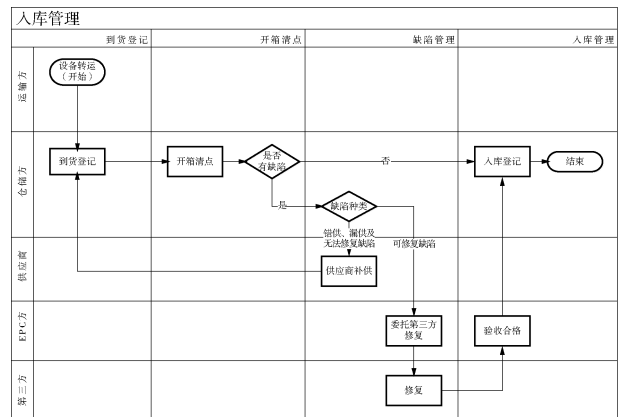 入库管理
到货登记
开箱清点
缺陷管理
入库管理
运输方
设备转运
(开始)
仓储方
到货登记
开箱清点
是否
有缺陷
否
入库登记
结束
是
缺陷种类
错供、漏供及
无法修复缺陷
可修复缺陷
供应商
供应商补供
EPC方
委托第三方
修复
验收合格
第三方
修复